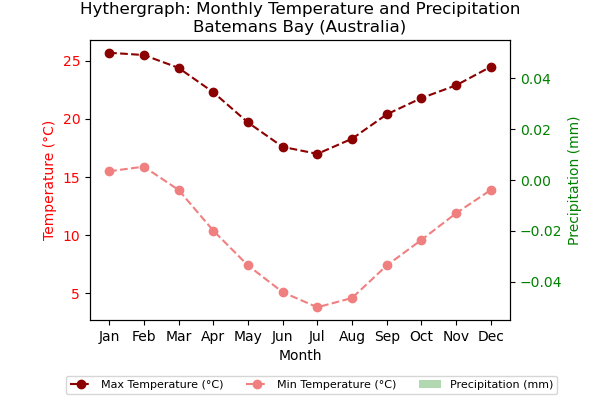 Hythergraph: Monthly Temperature and Precipitation
Batemans Bay (Australia)
Temperature (°C)
25
20
15
10
5
0.04
0.02
0.00
−0.02
−0.04
Precipitation (mm)
Jan Feb Mar Apr May Jun Jul Aug Sep Oct Nov Dec
Month
Max Temperature (°C) Min Temperature (°C) Precipitation (mm)